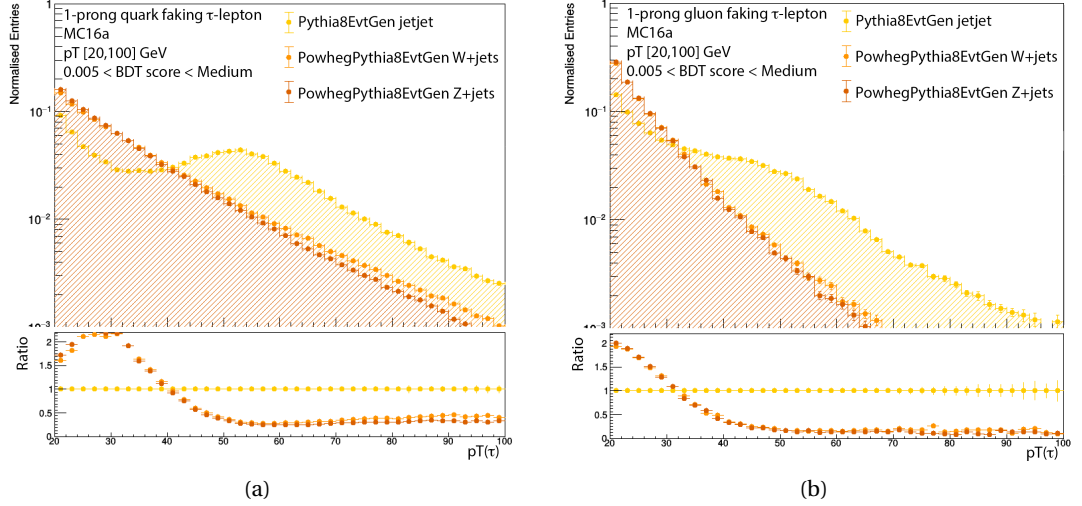 Normalised Entries
1
10⁻¹
10⁻²
10⁻³
1-prong quark faking τ-lepton
MC16a
pT [20,100] GeV
0.005 < BDT score < Medium
Pythia8EvtGen jetjet
PowhegPythia8EvtGen W+jets
PowhegPythia8EvtGen Z+jets
Ratio
2
1.5
1
0.5
0
20 30 40 50 60 70 80 90 100
pT(τ)
(a)
Normalised Entries
1
10⁻¹
10⁻²
10⁻³
1-prong gluon faking τ-lepton
MC16a
pT [20,100] GeV
0.005 < BDT score < Medium
Pythia8EvtGen jetjet
PowhegPythia8EvtGen W+jets
PowhegPythia8EvtGen Z+jets
Ratio
2
1.5
1
0.5
0
20 30 40 50 60 70 80 90 100
pT(τ)
(b)